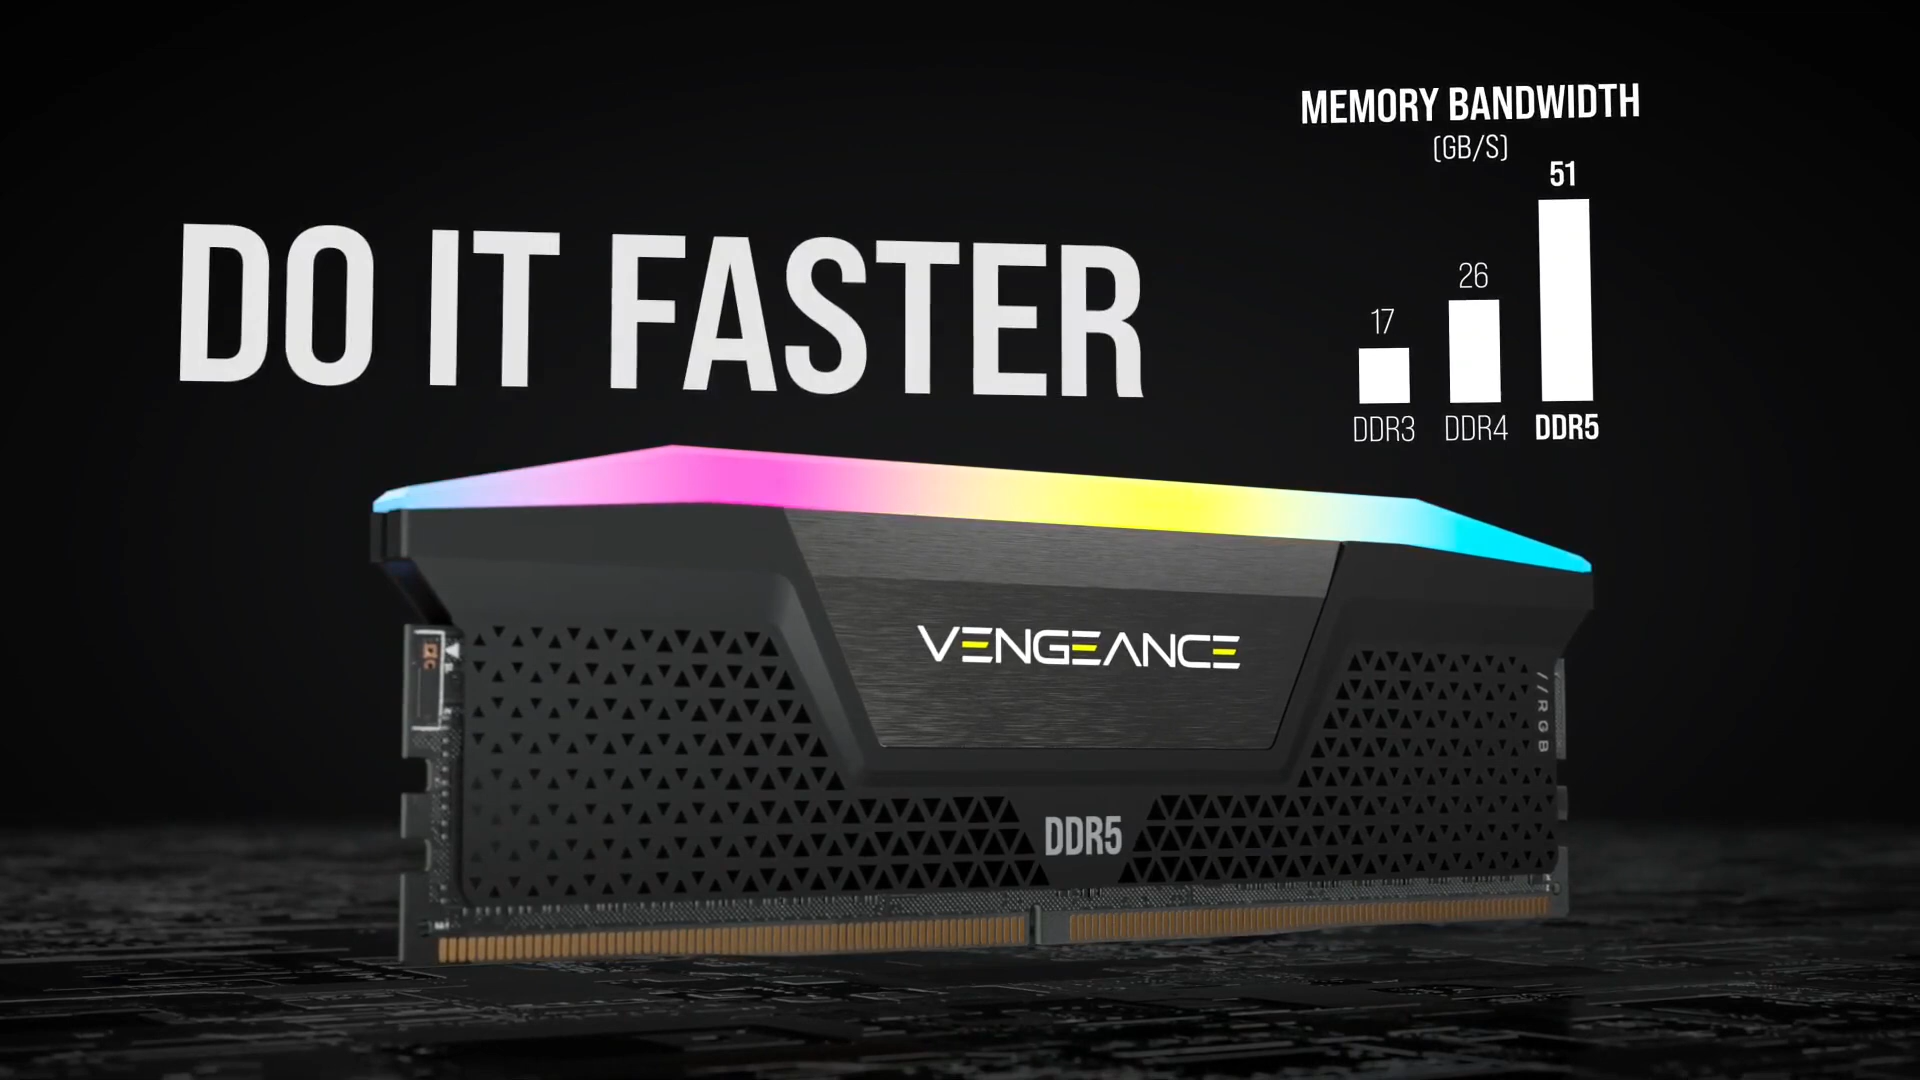 MEMORY BANDWIDTH
(GB/S)
51
26
17
DDR3 DDR4 DDR5
DO IT FASTER
VENGEANCE
//RGB
DDR5